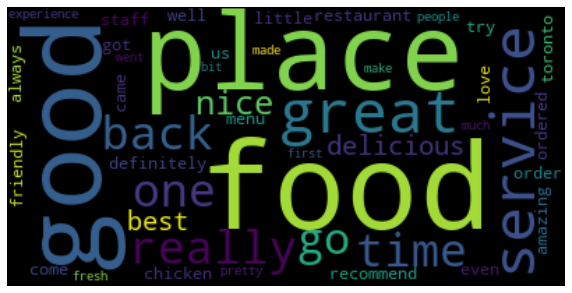 experience
staff
well
little
restaurant
people
try
always
good
place
got
went
us
bit
made
make
love
service
toronto
came
nice
menu
great
much
ordered
back
delicious
friendly
definitely
first
food
order
one
best
really
go
time
amazing
come
fresh
chicken
pretty
recommend
even